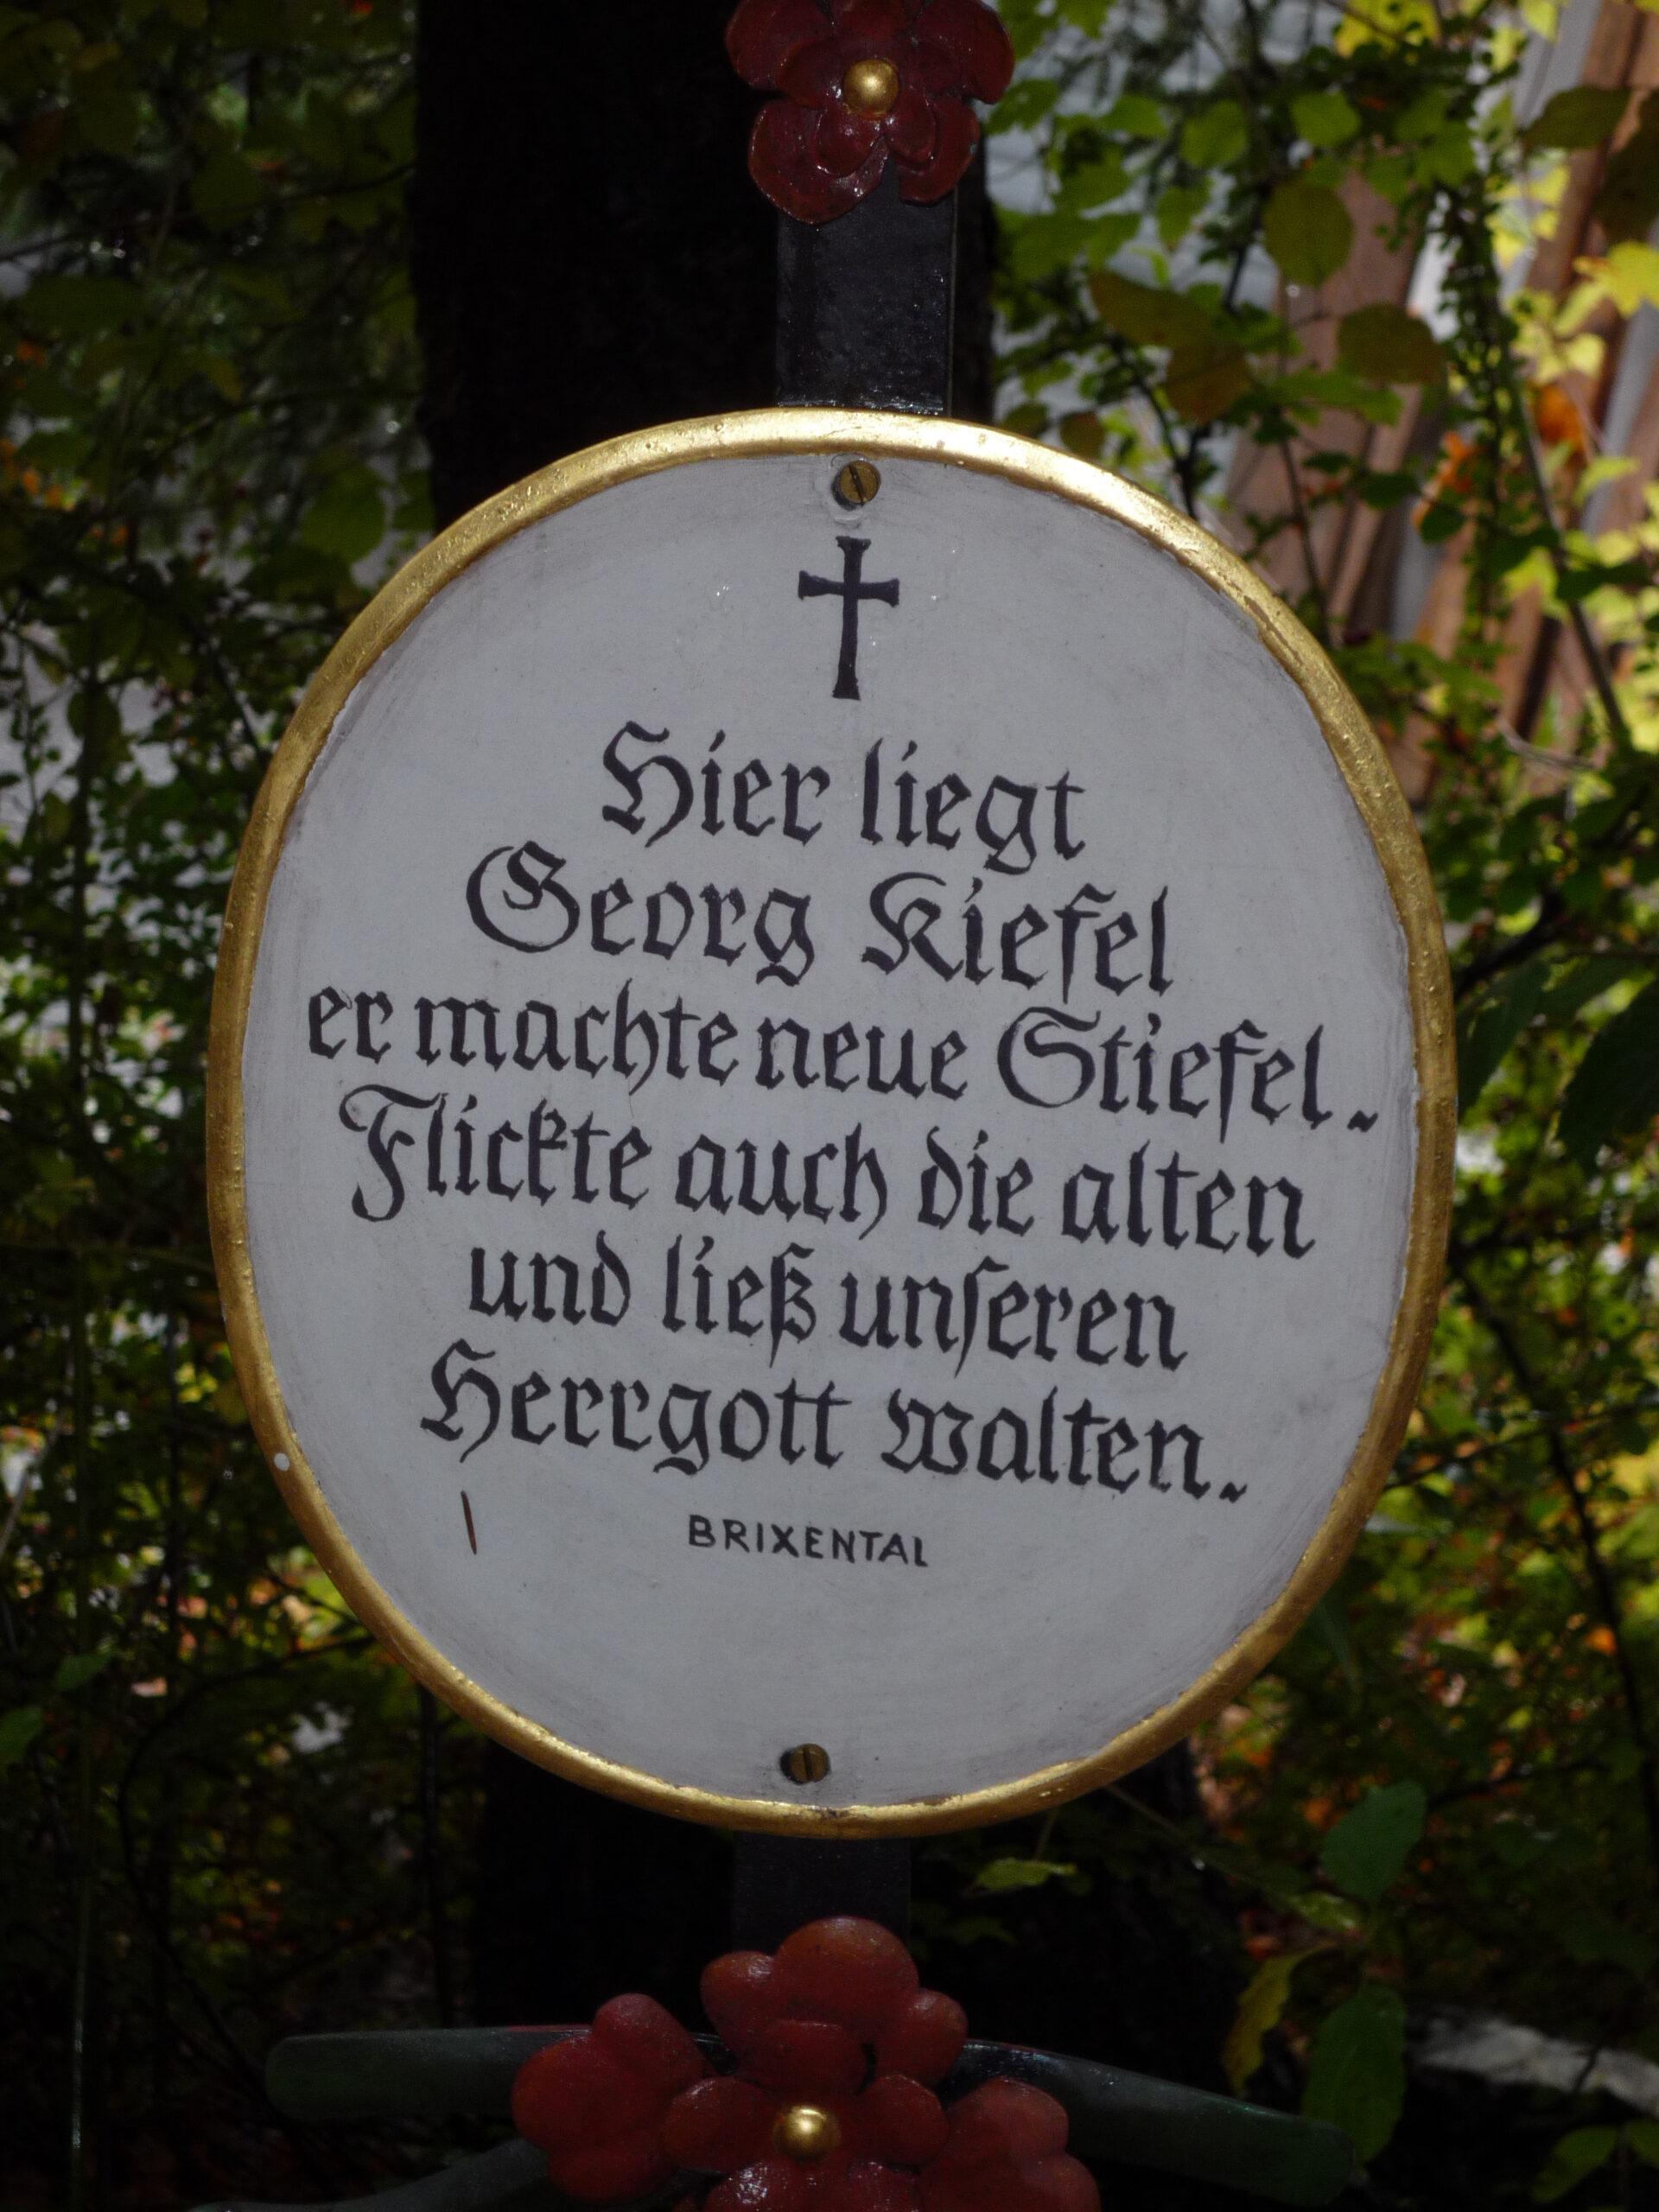 Hier liegt
Georg Kiefel
er machte neue Stiefel.
Flickte auch die alten
und ließ unſeren
Herrgott walten.
BRIXENTAL